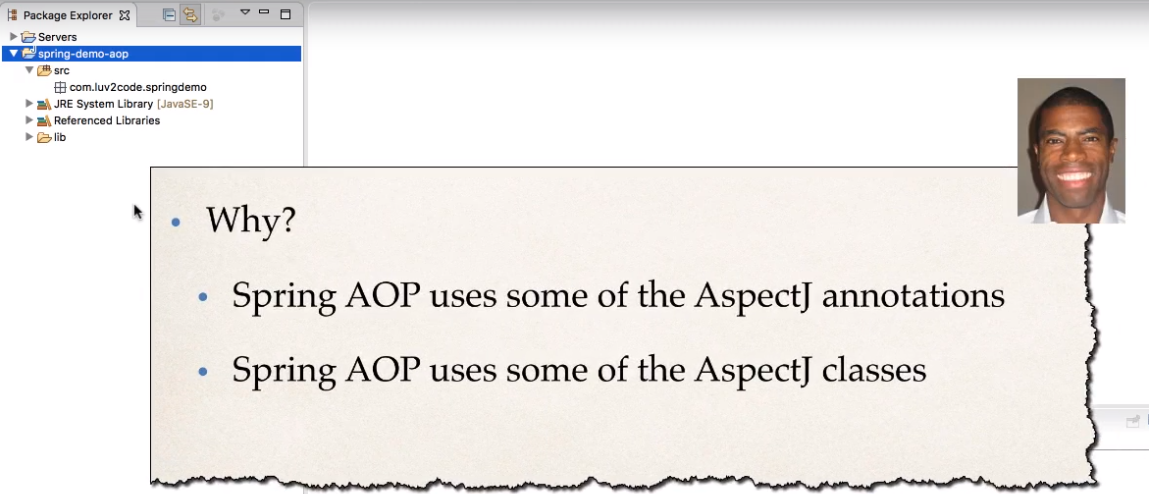 Package Explorer
Servers
spring-demo-aop
src
com.luv2code.springdemo
JRE System Library [JavaSE-9]
Referenced Libraries
lib
• Why?
• Spring AOP uses some of the AspectJ annotations
• Spring AOP uses some of the AspectJ classes